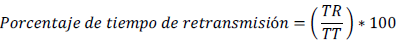 Porcentaje de tiempo de retransmisión = (TR/TT) * 100